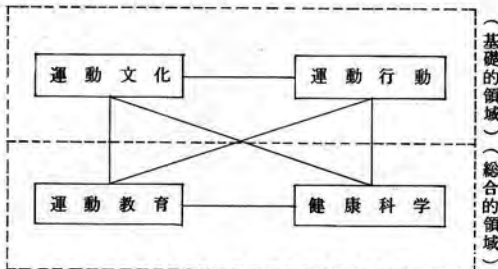 運動文化
運動行動
(基礎的領域)
運動教育
健康科学
(総合的領域)